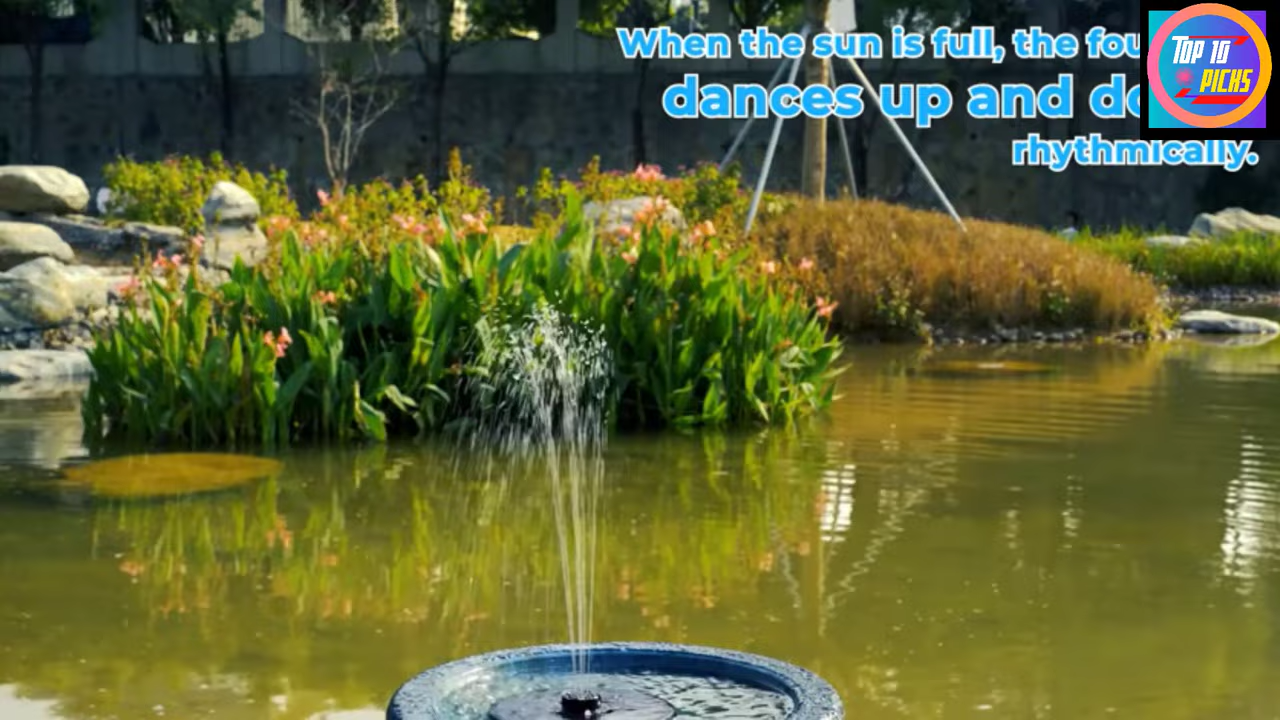 When the sun is full, the fou
dances up and do
rhythmically.
TOP 10
PICKS